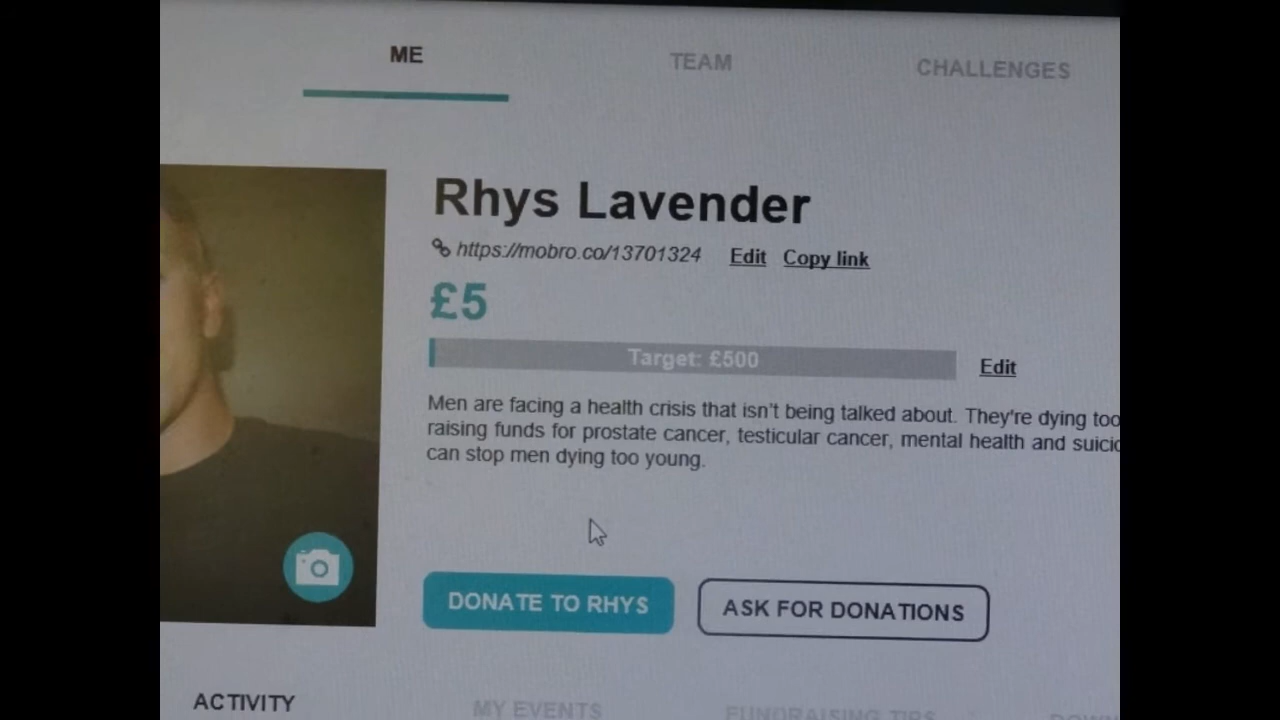 ME TEAM CHALLENGES
Rhys Lavender
https://mobro.co/13701324 Edit Copy link
£5
Target: £500 Edit
Men are facing a health crisis that isn't being talked about. They're dying too
raising funds for prostate cancer, testicular cancer, mental health and
can stop men dying too young.
DONATE TO RHYS ASK FOR DONATIONS
ACTIVITY MY EVENTS FUNDRAISING TIPS